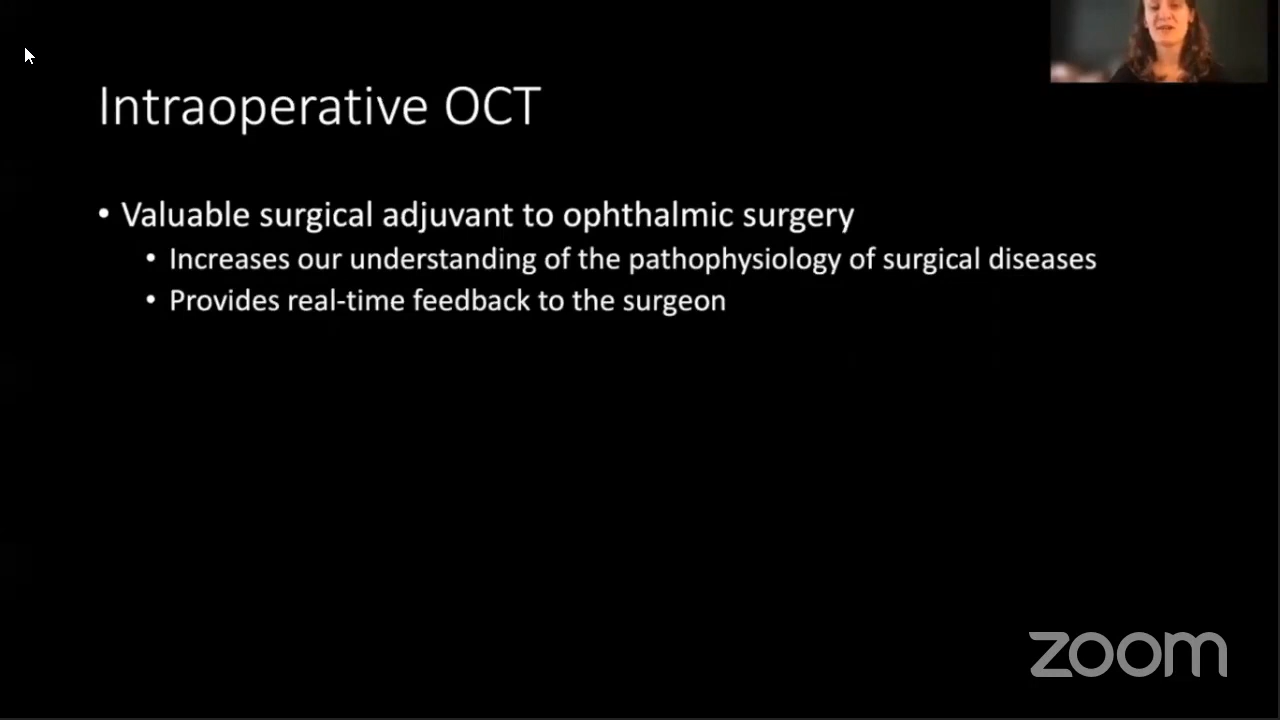 Intraoperative OCT
• Valuable surgical adjuvant to ophthalmic surgery
• Increases our understanding of the pathophysiology of surgical diseases
• Provides real-time feedback to the surgeon
zoom